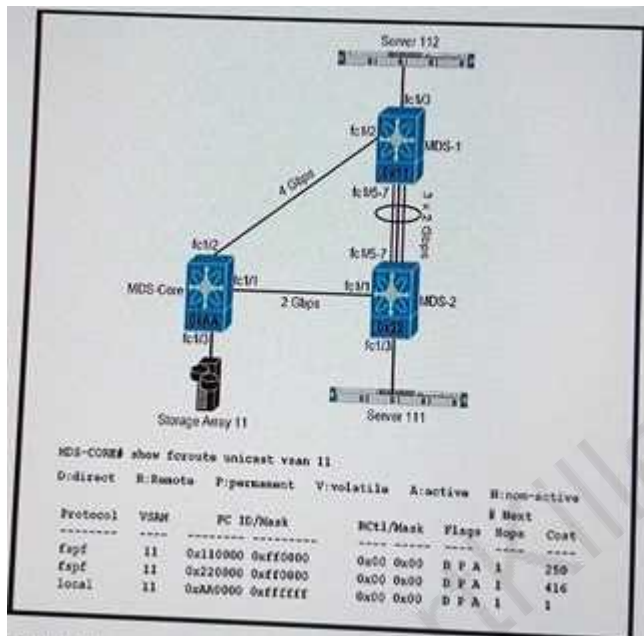 Server 112
fc1/3
fc1/2
MDS-1
0x11
4 Gbps
fc1/5-7
3 x 2 Gbps
fc1/2
fc1/5-7
MDS-Core
fc1/1
fc1/1
MDS-2
2 Gbps
0xAA
0x22
fc1/3
fc1/3
Storage Array 11
Server 111
MDS-CORE# show fcroute unicast vsan 11
D:direct R:Remote P:permanent V:volatile A:active N:non-active
# Next
Protocol VSAN FC ID/Mask RCtl/Mask Flags Hops Cost
-------- ---- -------- -------- ---- ---- ----- ---- ----
fspf 11 0x110000 0xff0000 0x00 0x00 D P A 1 250
fspf 11 0x220000 0xff0000 0x00 0x00 D P A 1 416
local 11 0xAA0000 0xffffff 0x00 0x00 D P A 1 1